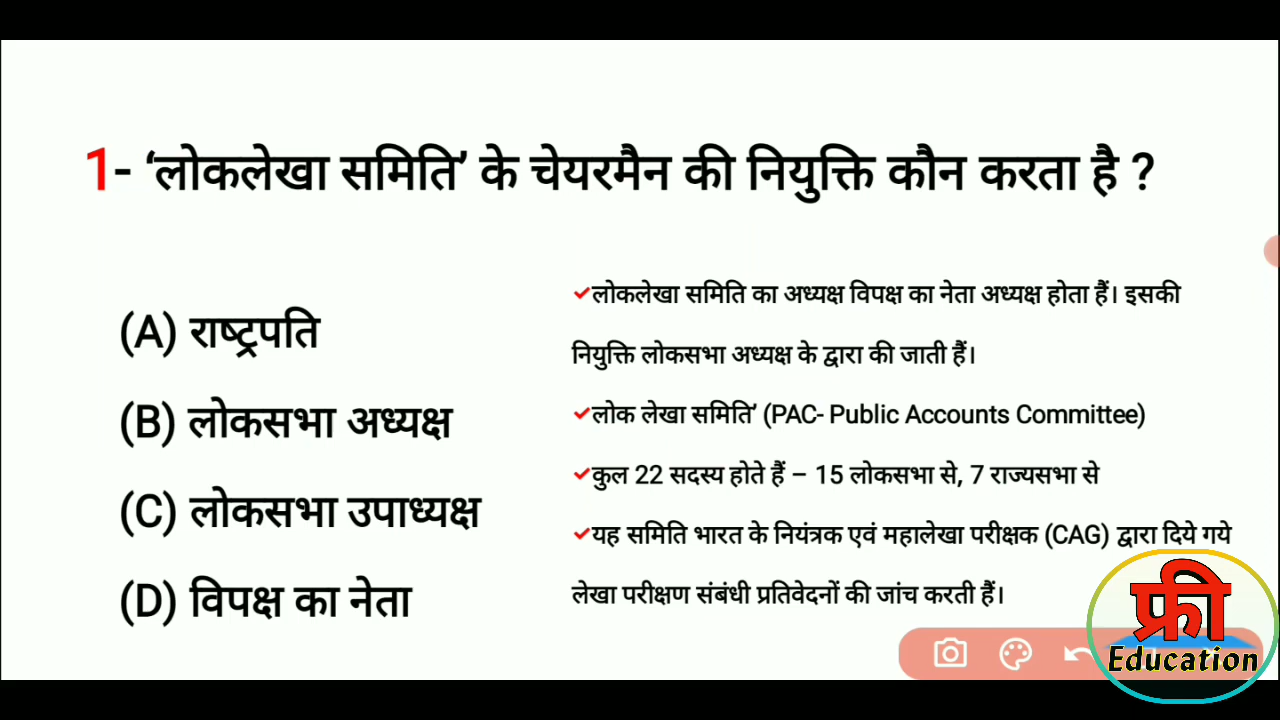 1- ‘लोकलेखा समिति’ के चेयरमैन की नियुक्ति कौन करता है ?
(A) राष्ट्रपति
(B) लोकसभा अध्यक्ष
(C) लोकसभा उपाध्यक्ष
(D) विपक्ष का नेता
✓लोकलेखा समिति का अध्यक्ष विपक्ष का नेता अध्यक्ष होता हैं। इसकी
नियुक्ति लोकसभा अध्यक्ष के द्वारा की जाती हैं।
✓लोक लेखा समिति’ (PAC- Public Accounts Committee)
✓कुल 22 सदस्य होते हैं – 15 लोकसभा से, 7 राज्यसभा से
✓यह समिति भारत के नियंत्रक एवं महालेखा परीक्षक (CAG) द्वारा दिये गये
लेखा परीक्षण संबंधी प्रतिवेदनों की जांच करती हैं।
फ्री
Education